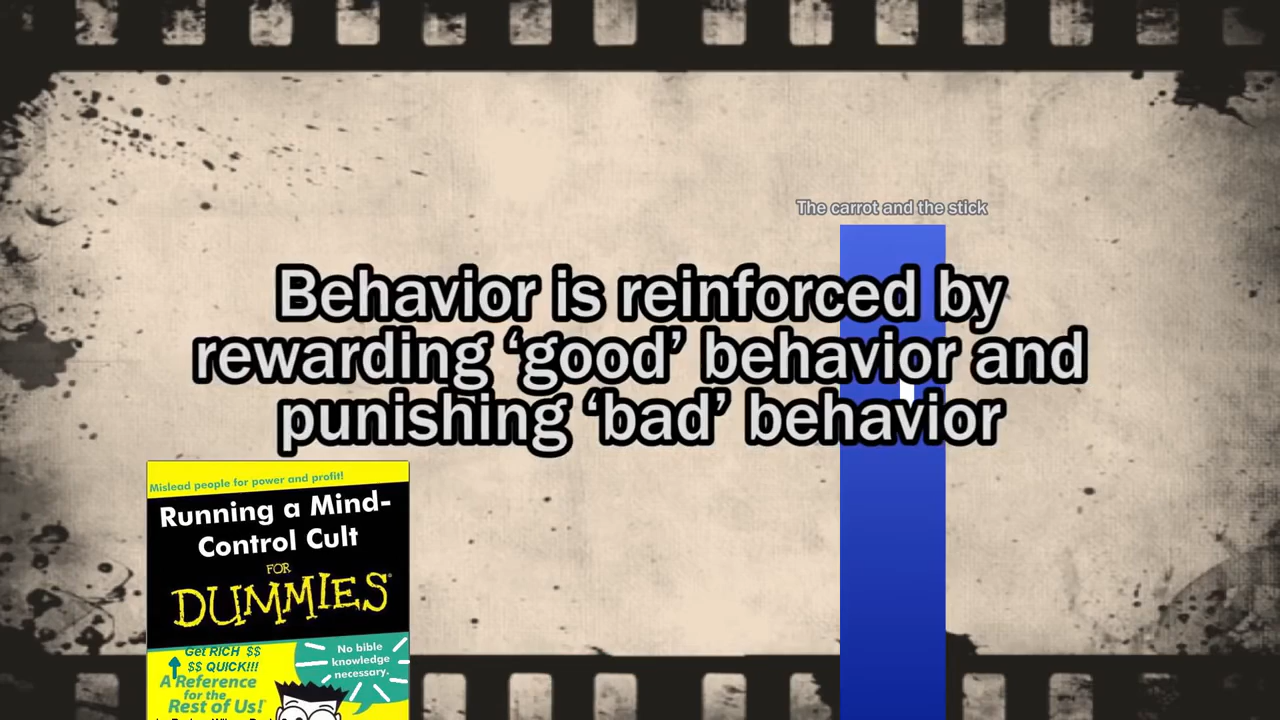 The carrot and the stick
Behavior is reinforced by
rewarding ‘good’ behavior and
punishing ‘bad’ behavior
Mislead people for power and profit!
Running a Mind-
Control Cult
FOR
DUMMIES
Get RICH $$
$$ QUICK!!!
A Reference
for the
Rest of Us!
No bible
knowledge
necessary.